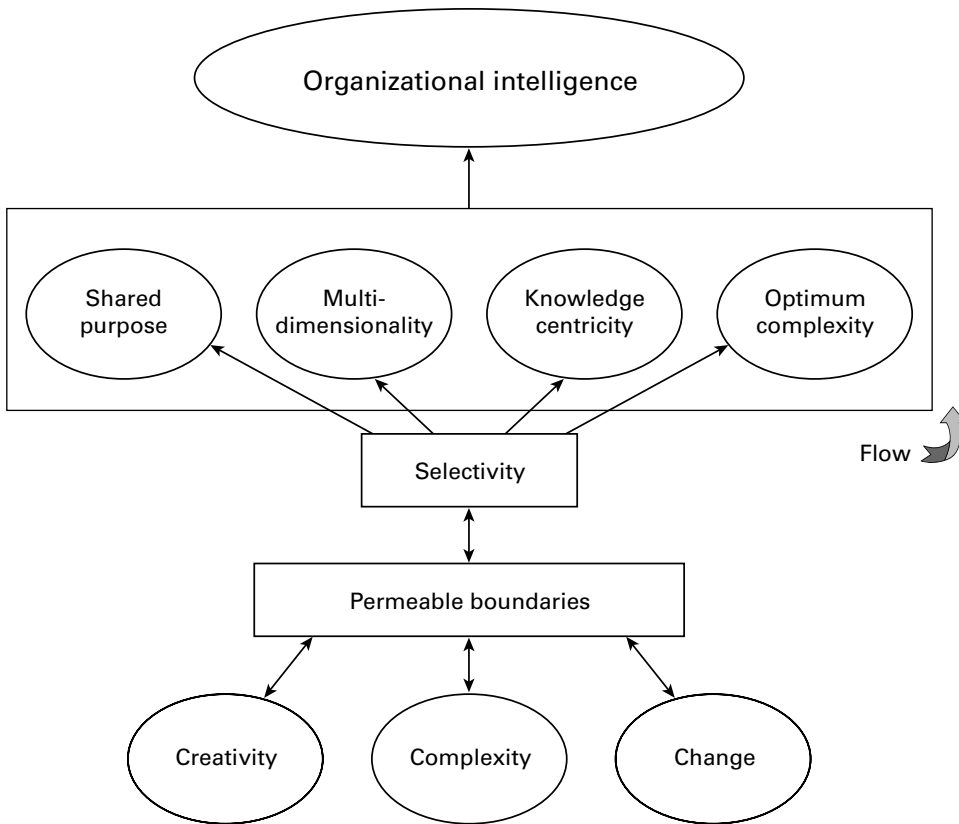 Organizational intelligence
Shared
purpose
Multi-
dimensionality
Knowledge
centricity
Optimum
complexity
Flow
Selectivity
Permeable boundaries
Creativity
Complexity
Change